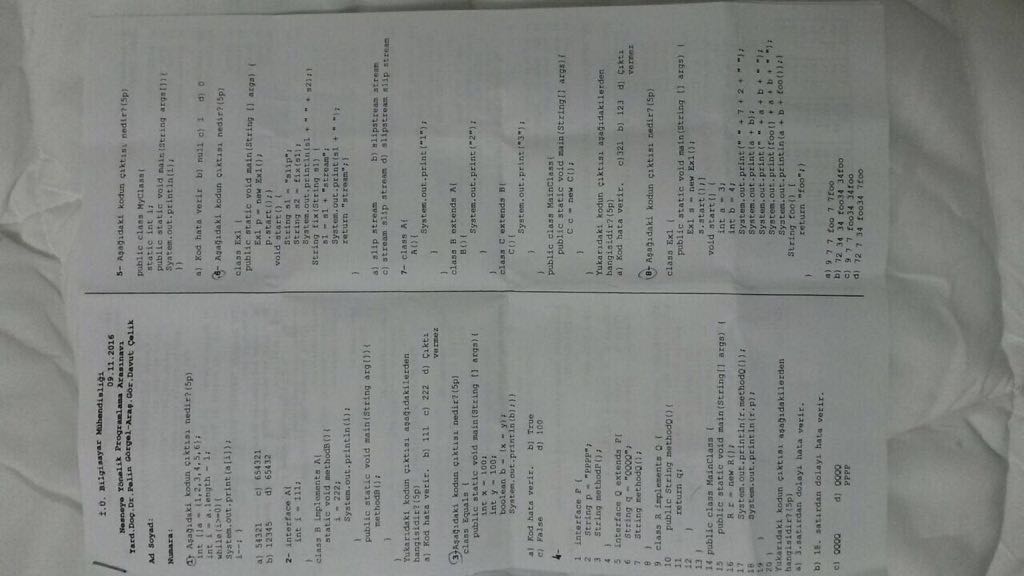 İ.Ü. Bilgisayar Mühendisliği
09.11.2016
Nesneye Yönelik Programlama Arasınavı
Yard.Doç.Dr.Pelin Görgel-Araş.Gör.Davut Çelik
Ad Soyad:
Numara:
1- Aşağıdaki kodun çıktısı nedir?(5p)
int []a = {1,2,3,4,5,6};
int i = a.length - 1;
while(i>=0){
System.out.print(a[i]);
i--; }
a) 54321 c) 654321
b) 12345 d) 65432
2- interface A{
int i = 111;
}
class B implements A{
static void methodB(){
i = 222;
System.out.println(i);
}
public static void main(String arg[]){
methodB();
}
}
Yukarıdaki kodun çıktısı aşağıdakilerden
hangisidir?(5p)
a) Kod hata verir. b) 111 c) 222 d) Çıktı
vermez
3-Aşağıdaki kodun çıktısı nedir?(5p)
class Equals {
public static void main(String [] args){
int x = 100;
int y = 100;
boolean b = (x = y);
System.out.println(b);}}
a) Kod hata verir. b) True
c) False d) 100
4-
1 interface P {
2 String p = "PPPP";
3 String methodP();
4 }
5 interface Q extends P{
6 String q = "QQQQ";
7 String methodQ();
8 }
9 class R implements Q {
10 public String methodQ(){
11 return q;
12 }
13 }
14 public class MainClass {
15 public static void main(String[] args) {
16 R r = new R();
17 System.out.println(r.methodQ());
18 System.out.println(r.p);
19 }
20 }
Yukarıdaki kodun çıktısı aşağıdakilerden
hangisidir?(5p)
a) 3.satırdan dolayı hata verir.
b) 18. satırdan dolayı hata verir.
c) QQQQ d) QQQQ
PPPP
5- Aşağıdaki kodun çıktısı nedir?(5p)
public class MyClass{
static int i;
public static void main(String args[]){
System.out.println(i);
}}
a) Kod hata verir b) null c) 1 d) 0
6- Aşağıdaki kodun çıktısı nedir?(5p)
class Ex1 {
public static void main(String [] args) {
Ex1 p = new Ex1();
p.start();}
void start() {
String s1 = "slip";
String s2 = fix(s1);
System.out.println(s1 + " " + s2);}
String fix(String s1) {
s1 = s1 + "stream";
System.out.print(s1 + " ");
return "stream";}
}
a) slip stream b) slipstream stream
c) stream slip stream d) slipstream slip stream
7- class A{
A(){
System.out.print("1");
}
}
class B extends A{
B(){
System.out.print("2");
}
}
class C extends B{
C(){
System.out.print("3");
}
}
public class MainClass{
public static void main(String[] args){
C c = new C();
}
}
Yukarıdaki kodun çıktısı aşağıdakilerden
hangisidir?(5p)
a) Kod hata verir. c)321 b) 123 d) Çıktı
vermez
8- Aşağıdaki kodun çıktısı nedir?(5p)
class Ex1 {
public static void main(String [] args) {
Ex1 s = new Ex1();
s.start();}
void start() {
int a = 3;
int b = 4;
System.out.print(" " + 7 + 2 + " ");
System.out.print(a + b);
System.out.print(" " + a + b + " ");
System.out.print(foo() + a + b + " ");
System.out.println(a + b + foo());}
String foo() {
return "foo";}
}
a) 9 7 7 foo 7 7foo
b) 72 34 34 foo34 34foo
c) 9 7 7 foo34 34foo
d) 72 7 34 foo34 7foo